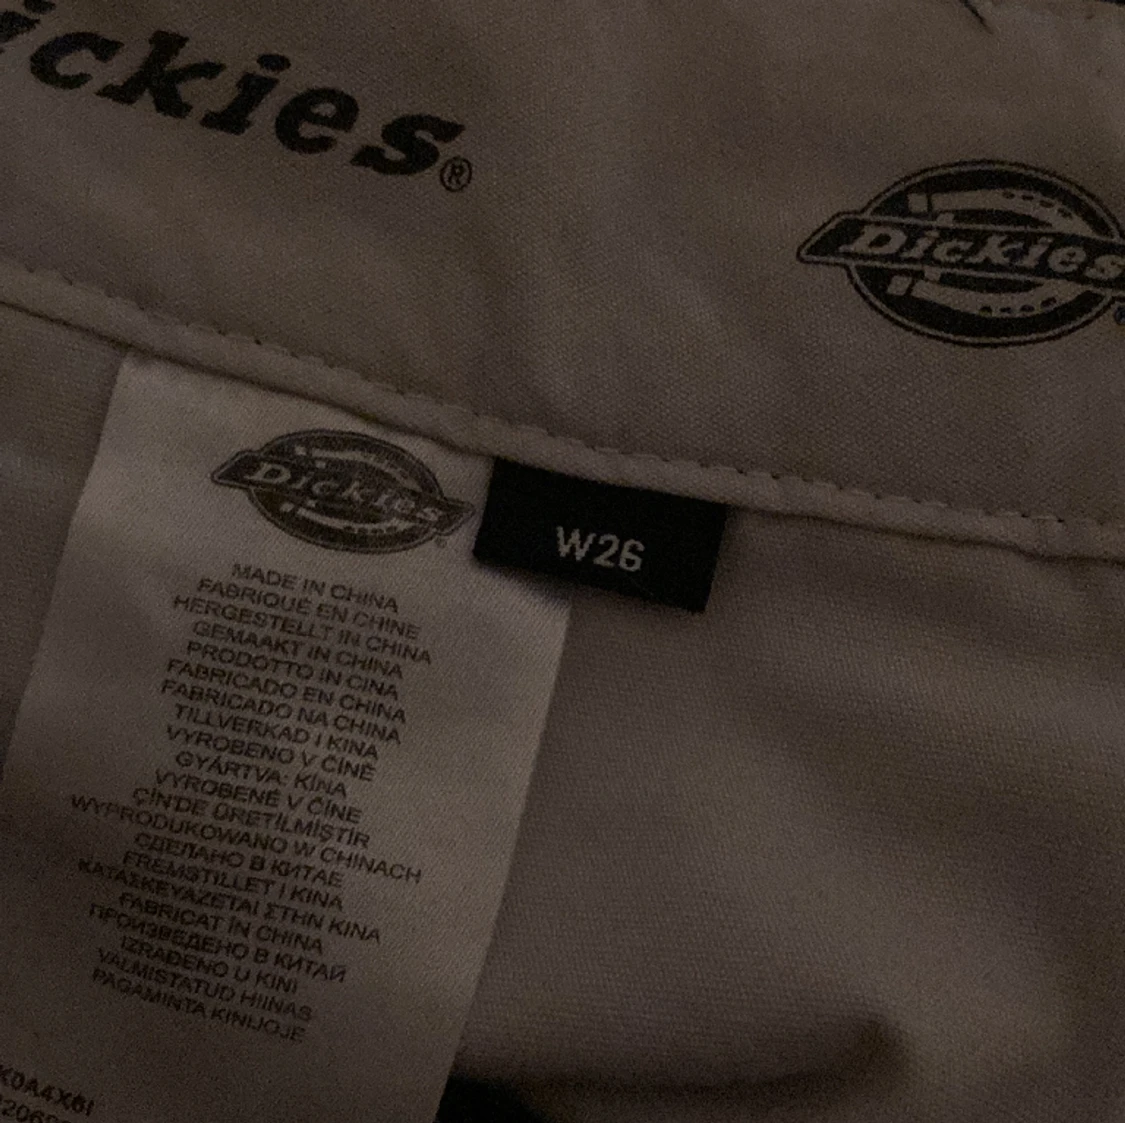 ickies®
Dickies
Dickies
W26
MADE IN CHINA
FABRIQUÉ EN CHINE
HERGESTELLT IN CHINA
GEMAAKT IN CHINA
PRODOTTO IN CINA
FABRICADO EN CHINA
FABRICADO NA CHINA
TILLVERKAD I KINA
VYROBENO V ČÍNĚ
GYÁRTVA: KÍNA
VYROBENÉ V ČÍNE
ÇİN'DE ÜRETİLMİŞTİR
WYPRODUKOWANO W CHINACH
СДЕЛАНО В КИТАЕ
FREMSTILLET I KINA
ΚΑΤΑΣΚΕΥΑΖΕΤΑΙ ΣΤΗΝ ΚΙΝΑ
FABRICAT ÎN CHINA
ПРОИЗВЕДЕНО В КИТАЙ
IZRAĐENO U KINI
VALMISTATUD HIINAS
PAGAMINTA KINIJOJE